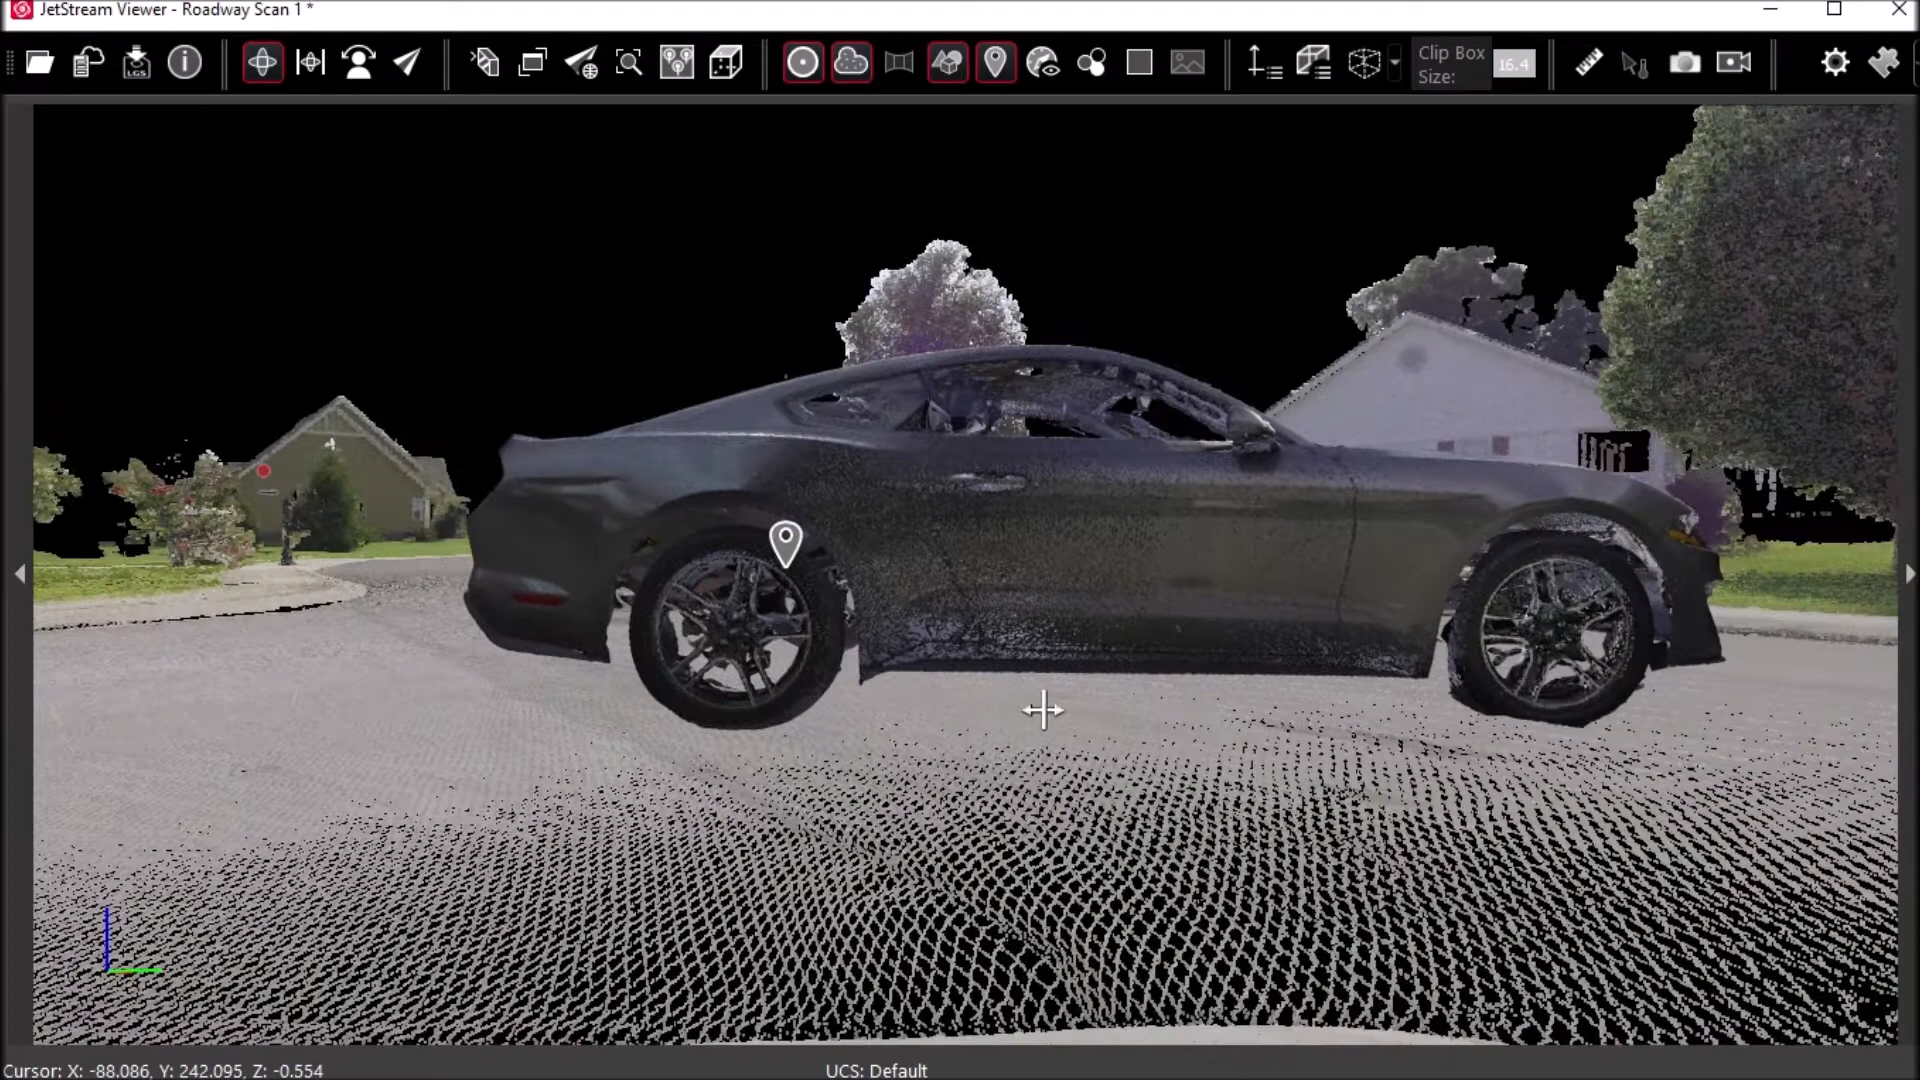 JetStream Viewer - Roadway Scan 1 *
LGS
Clip Box
Size:
16.4
Cursor: X: -88.086, Y: 242.095, Z: -0.554
UCS: Default